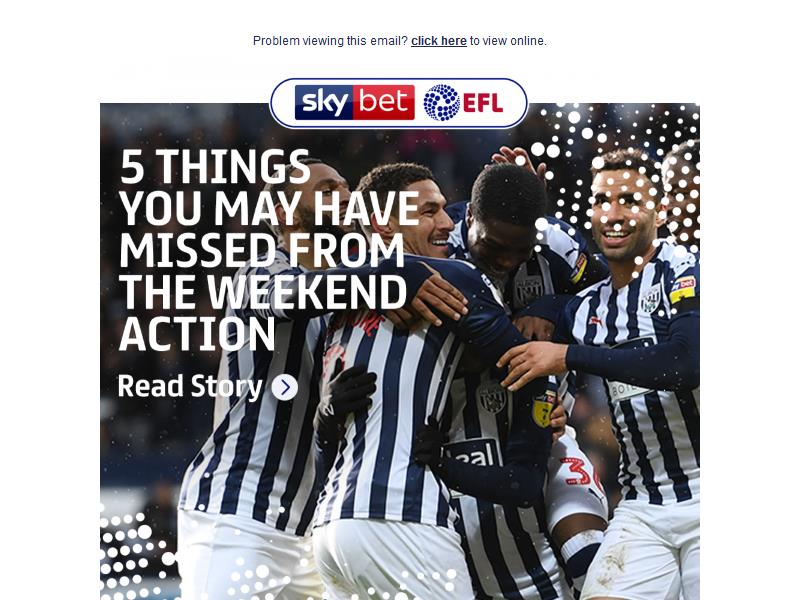 Problem viewing this email? click here to view online.
sky bet EFL
5 THINGS
YOU MAY HAVE
MISSED FROM
THE WEEKEND
ACTION
Read Story